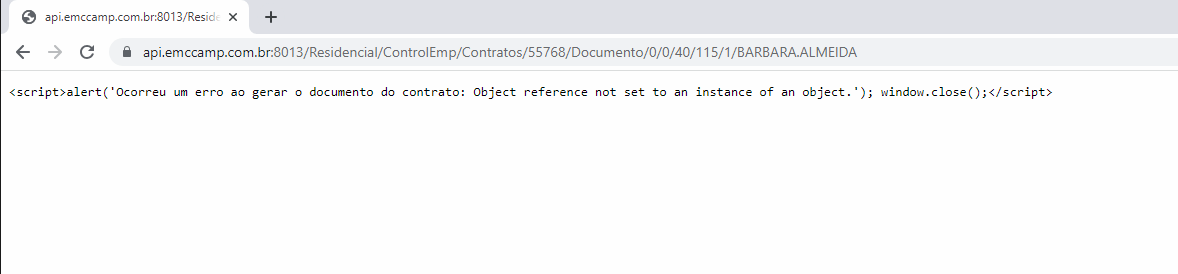 api.emccamp.com.br:8013/Reside
api.emccamp.com.br:8013/Residencial/ControlEmp/Contratos/55768/Documento/0/0/40/115/1/BARBARA.ALMEIDA
<script>alert('Ocorreu um erro ao gerar o documento do contrato: Object reference not set to an instance of an object.'); window.close();</script>